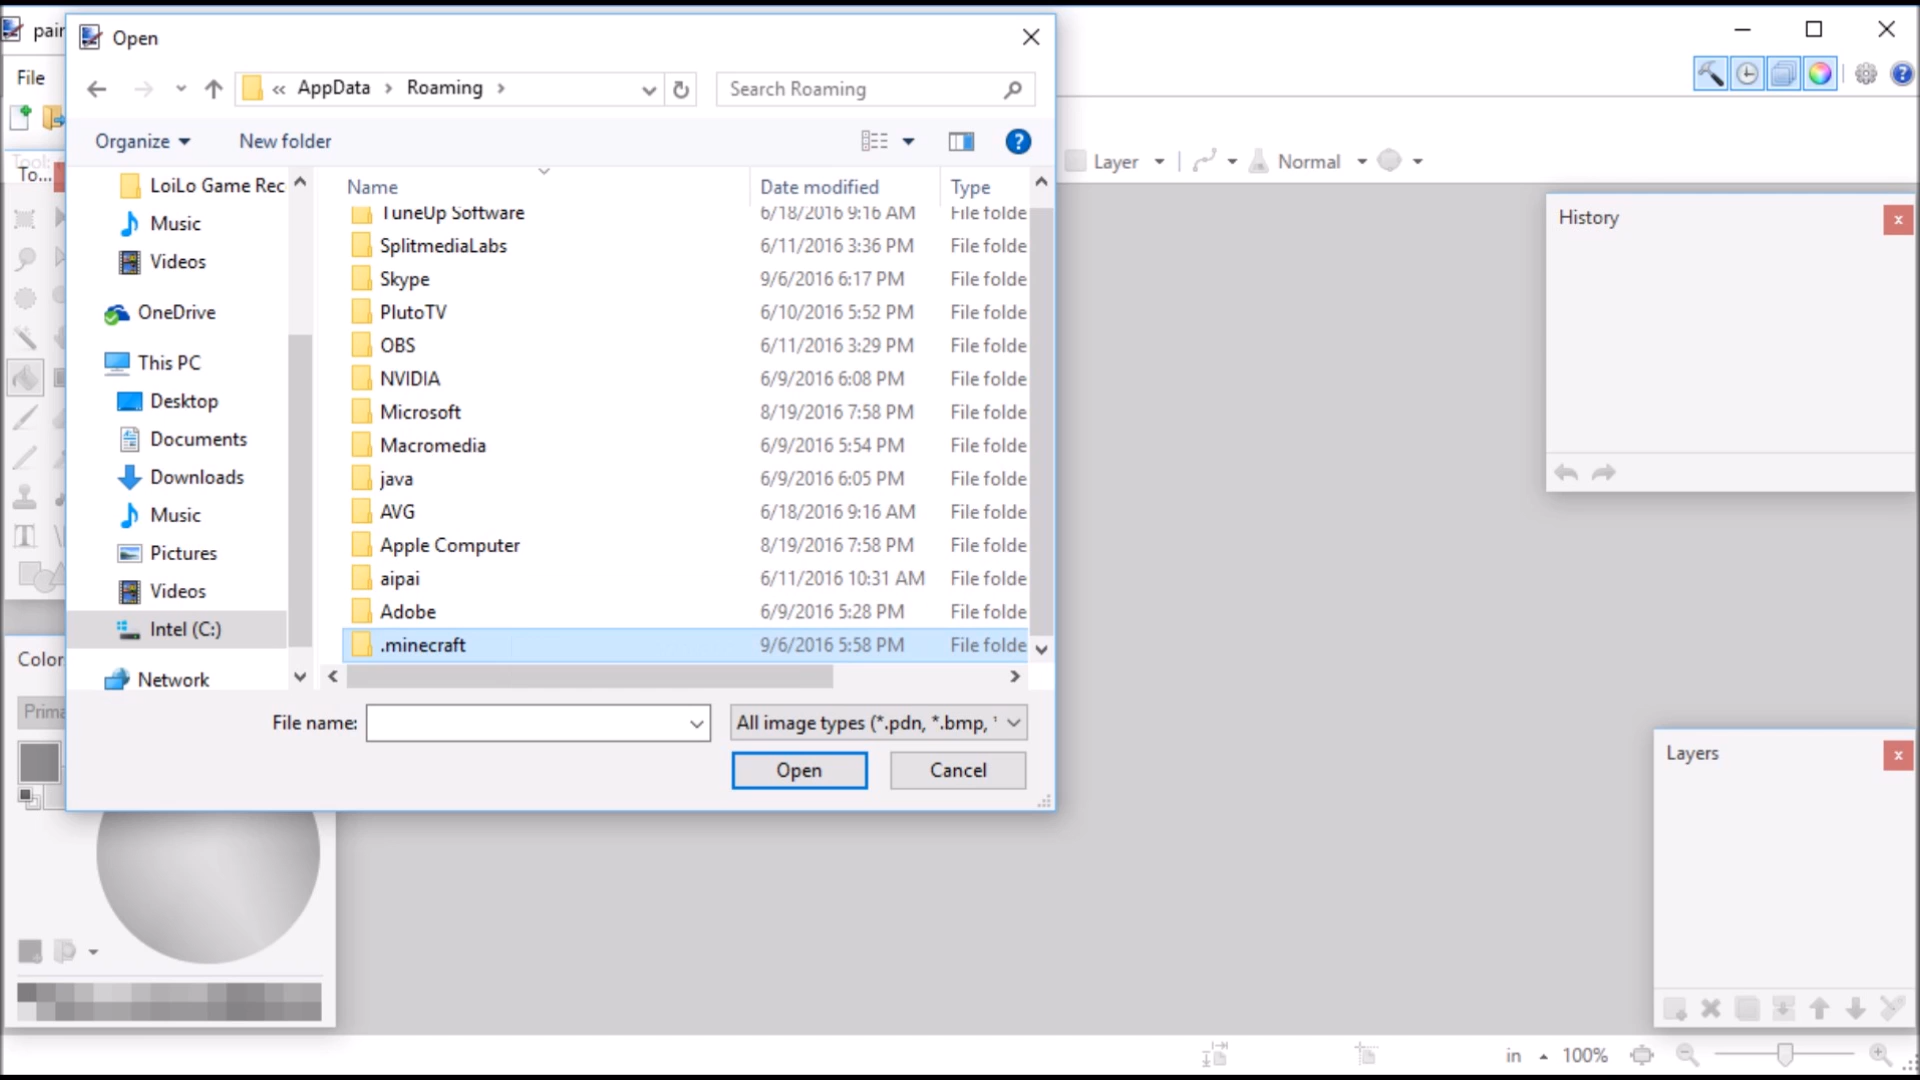 pain
Open
File
« AppData > Roaming >
Search Roaming
Organize
New folder
Layer
Normal
To...
LoiLo Game Rec
Music
Videos
OneDrive
This PC
Desktop
Documents
Downloads
Music
Pictures
Videos
Intel (C:)
Network
Name Date modified Type
TuneUp Software 6/18/2016 9:16 AM File folde
SplitmediaLabs 6/11/2016 3:36 PM File folde
Skype 9/6/2016 6:17 PM File folde
PlutoTV 6/10/2016 5:52 PM File folde
OBS 6/11/2016 3:29 PM File folde
NVIDIA 6/9/2016 6:08 PM File folde
Microsoft 8/19/2016 7:58 PM File folde
Macromedia 6/9/2016 5:54 PM File folde
java 6/9/2016 6:05 PM File folde
AVG 6/18/2016 9:16 AM File folde
Apple Computer 8/19/2016 7:58 PM File folde
aipai 6/11/2016 10:31 AM File folde
Adobe 6/9/2016 5:28 PM File folde
.minecraft 9/6/2016 5:58 PM File folde
File name:
All image types (*.pdn, *.bmp, '
Open
Cancel
History
Color
Prima
Layers
in
100%